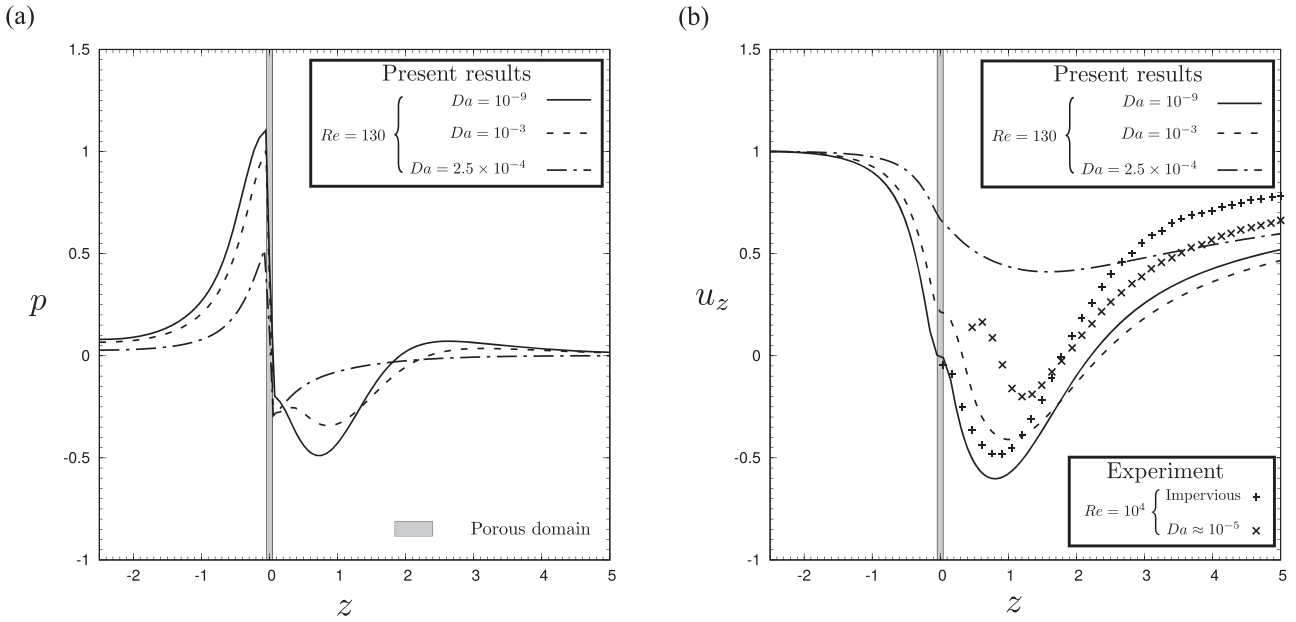 (a)
1.5
1
0.5
0
-0.5
-1
p
-2 -1 0 1 2 3 4 5
z
Present results
Re = 130
Da = 10⁻⁹
Da = 10⁻³
Da = 2.5 × 10⁻⁴
Porous domain
(b)
1.5
1
0.5
0
-0.5
-1
u_z
-2 -1 0 1 2 3 4 5
z
Present results
Re = 130
Da = 10⁻⁹
Da = 10⁻³
Da = 2.5 × 10⁻⁴
Experiment
Re = 10⁴
Impervious
Da ≈ 10⁻⁵